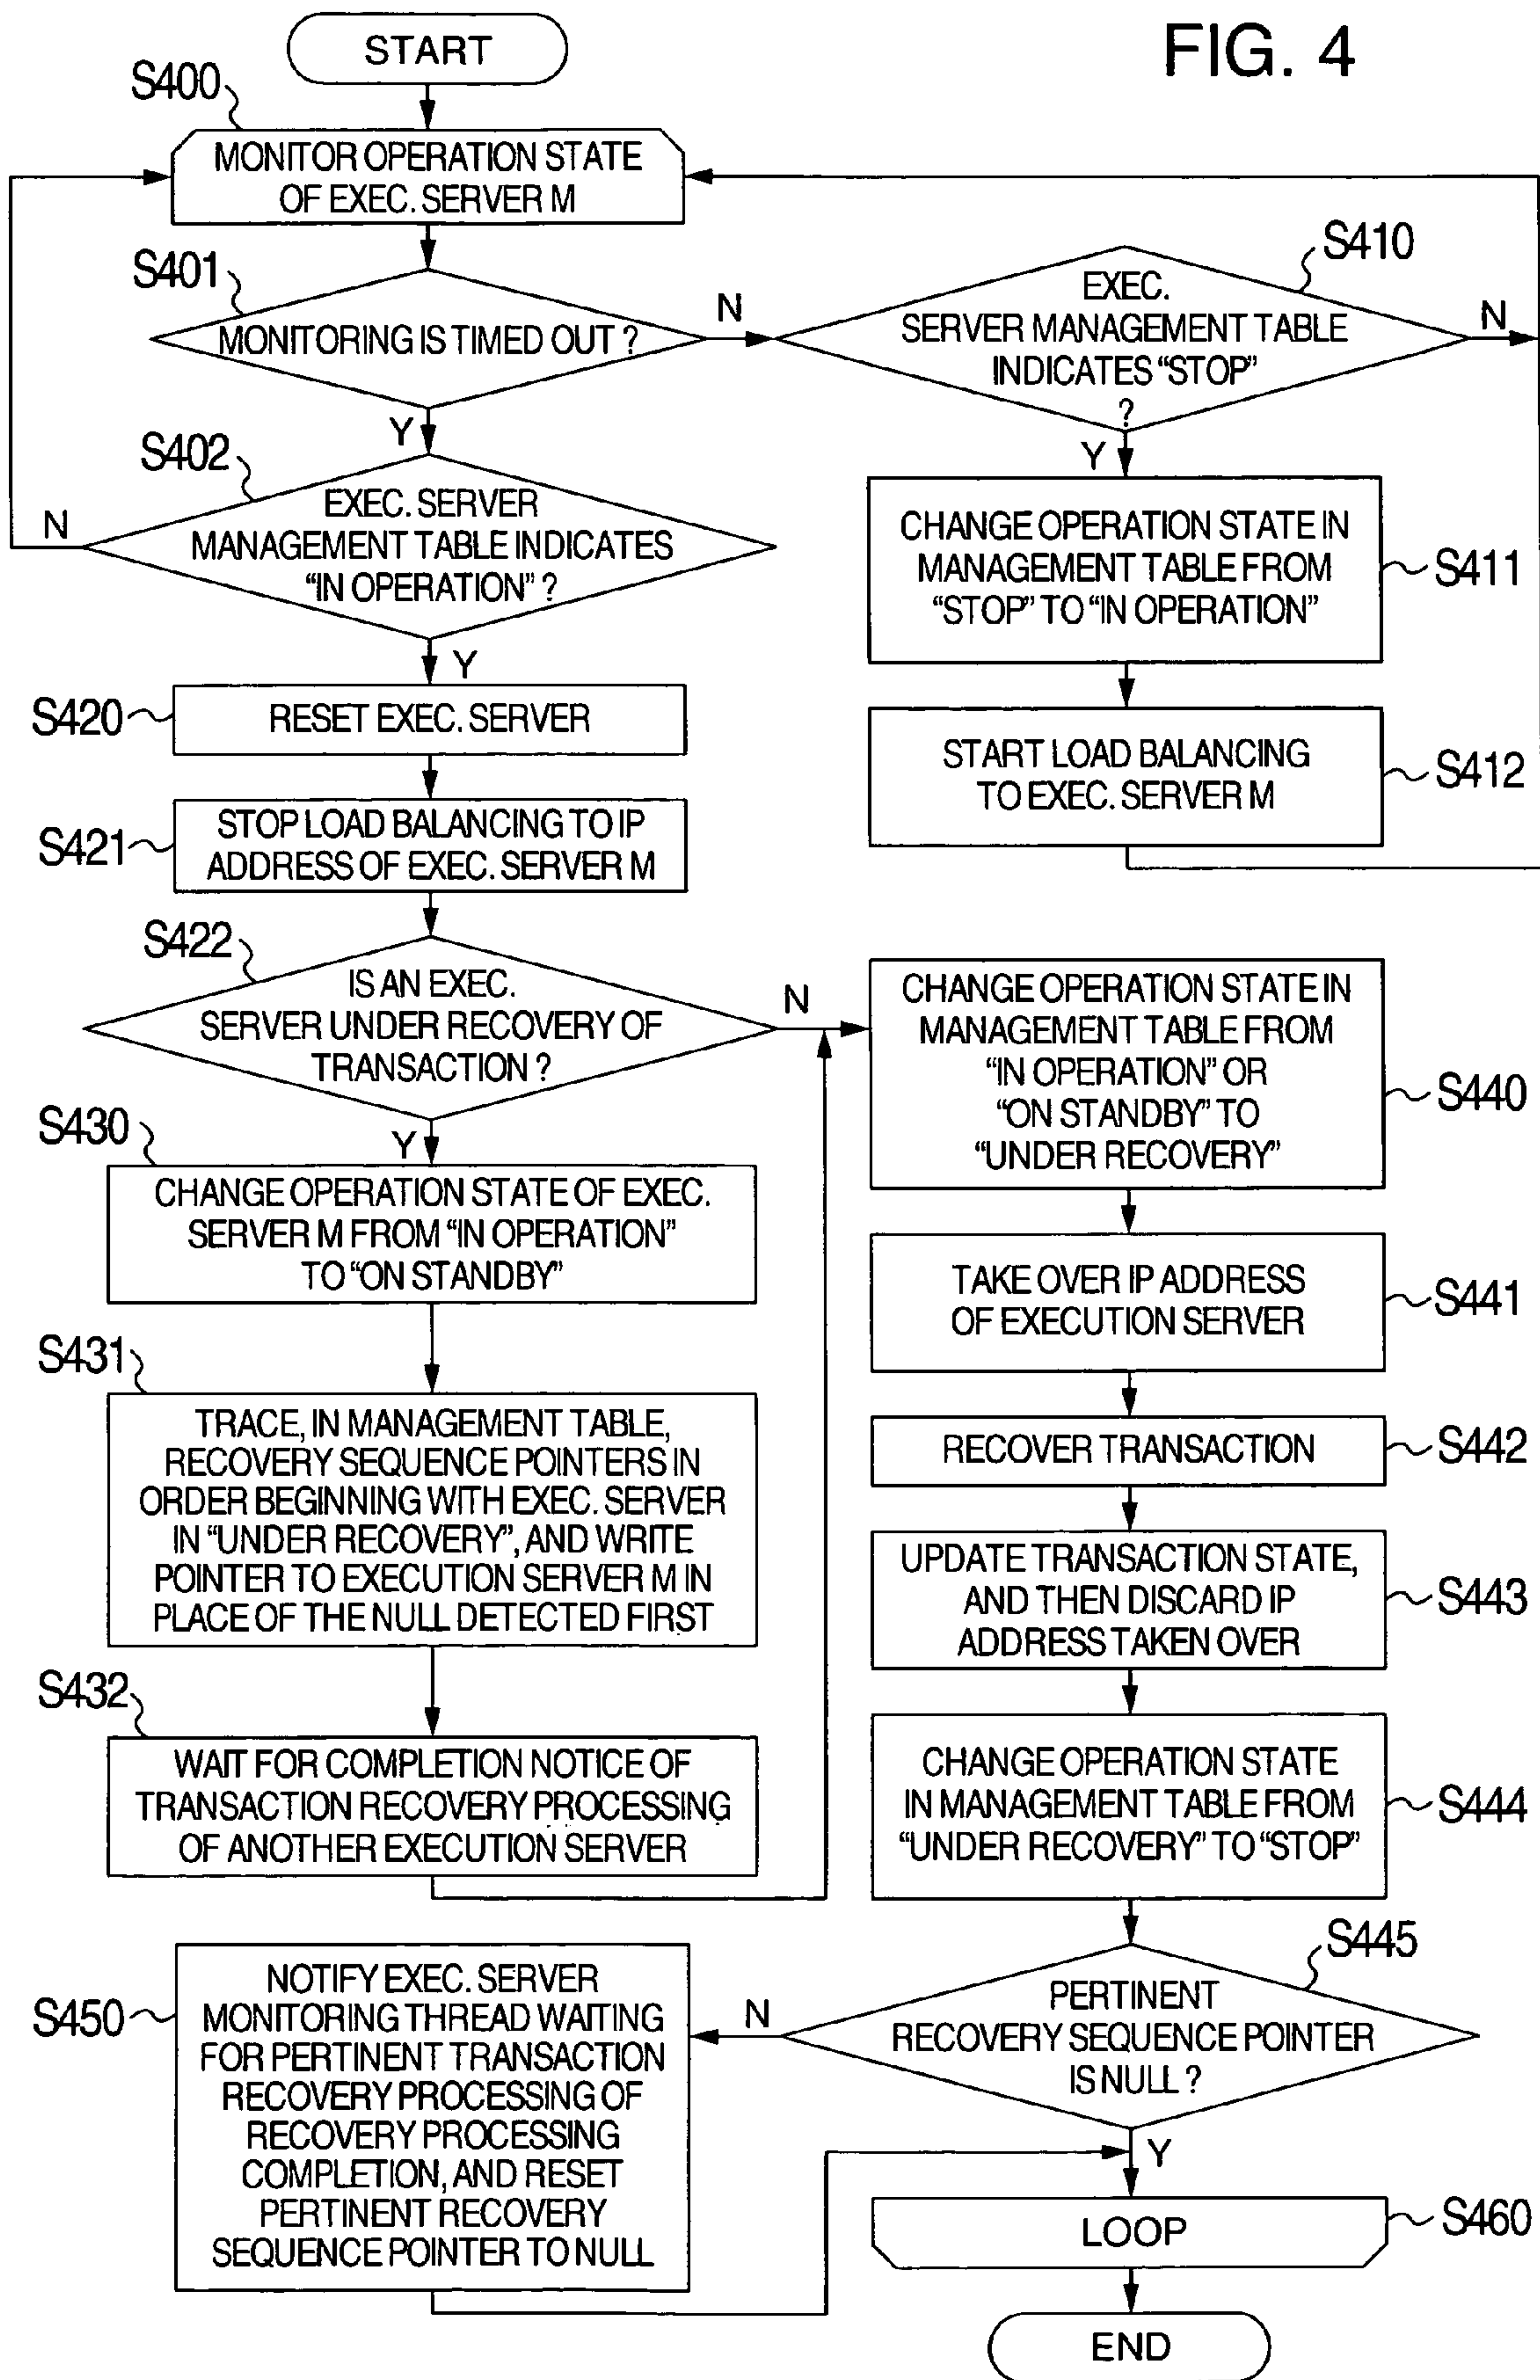 FIG. 4
START
S400
MONITOR OPERATION STATE
OF EXEC. SERVER M
S401
MONITORING IS TIMED OUT ?
N
Y
S410
EXEC.
SERVER MANAGEMENT TABLE
INDICATES "STOP"
?
N
Y
S402
EXEC. SERVER
MANAGEMENT TABLE INDICATES
"IN OPERATION" ?
N
Y
CHANGE OPERATION STATE IN
MANAGEMENT TABLE FROM
"STOP" TO "IN OPERATION"
S411
START LOAD BALANCING
TO EXEC. SERVER M
S412
S420
RESET EXEC. SERVER
S421
STOP LOAD BALANCING TO IP
ADDRESS OF EXEC. SERVER M
S422
IS AN EXEC.
SERVER UNDER RECOVERY OF
TRANSACTION ?
N
Y
S430
CHANGE OPERATION STATE OF EXEC.
SERVER M FROM "IN OPERATION"
TO "ON STANDBY"
S431
TRACE, IN MANAGEMENT TABLE,
RECOVERY SEQUENCE POINTERS IN
ORDER BEGINNING WITH EXEC. SERVER
IN "UNDER RECOVERY", AND WRITE
POINTER TO EXECUTION SERVER M IN
PLACE OF THE NULL DETECTED FIRST
S432
WAIT FOR COMPLETION NOTICE OF
TRANSACTION RECOVERY PROCESSING
OF ANOTHER EXECUTION SERVER
CHANGE OPERATION STATE IN
MANAGEMENT TABLE FROM
"IN OPERATION" OR
"ON STANDBY" TO
"UNDER RECOVERY"
S440
TAKE OVER IP ADDRESS
OF EXECUTION SERVER
S441
RECOVER TRANSACTION
S442
UPDATE TRANSACTION STATE,
AND THEN DISCARD IP
ADDRESS TAKEN OVER
S443
CHANGE OPERATION STATE
IN MANAGEMENT TABLE FROM
"UNDER RECOVERY" TO "STOP"
S444
S445
PERTINENT
RECOVERY SEQUENCE POINTER
IS NULL ?
N
Y
S450
NOTIFY EXEC. SERVER
MONITORING THREAD WAITING
FOR PERTINENT TRANSACTION
RECOVERY PROCESSING OF
RECOVERY PROCESSING
COMPLETION, AND RESET
PERTINENT RECOVERY
SEQUENCE POINTER TO NULL
LOOP
S460
END